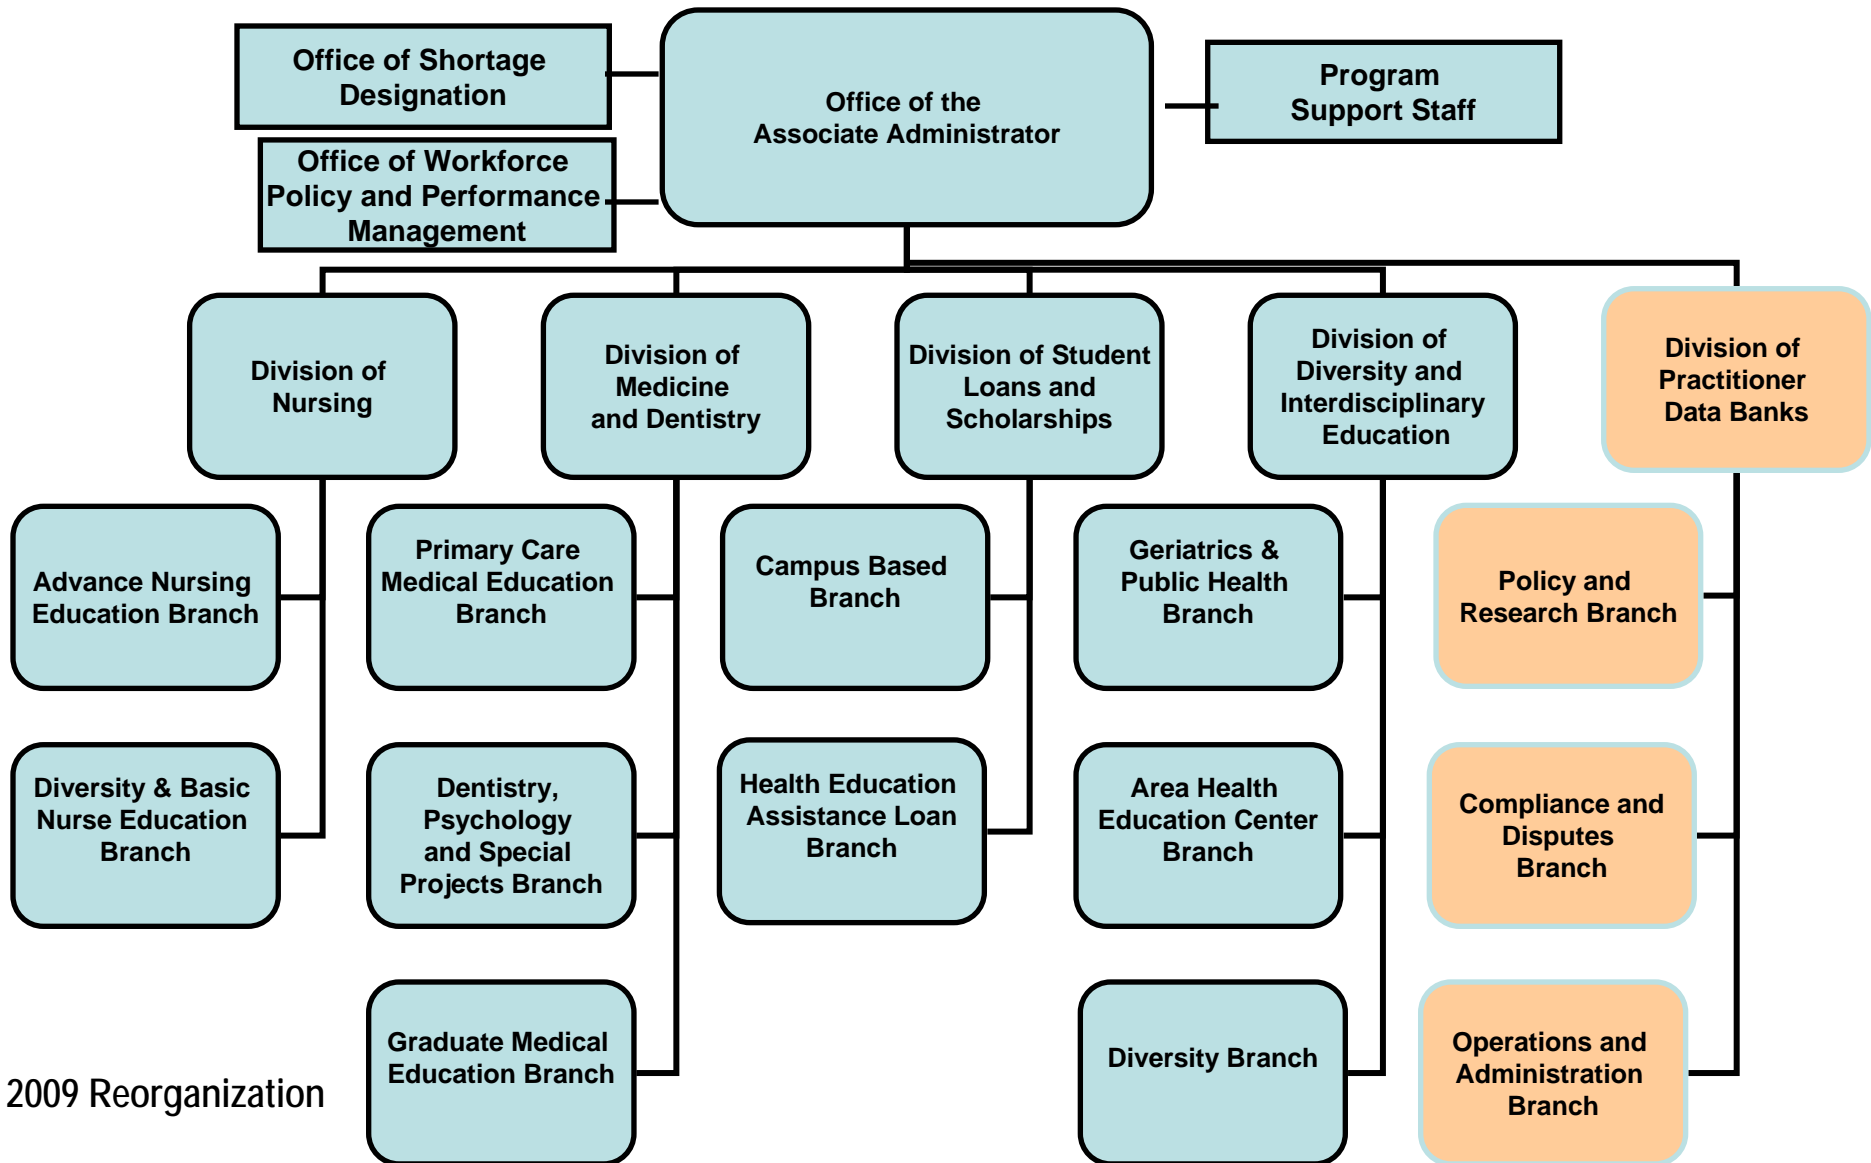 Office of Shortage
Designation
Office of the
Associate Administrator
Program
Support Staff
Office of Workforce
Policy and Performance
Management
Division of
Nursing
Division of
Medicine
and Dentistry
Division of Student
Loans and
Scholarships
Division of
Diversity and
Interdisciplinary
Education
Division of
Practitioner
Data Banks
Advance Nursing
Education Branch
Primary Care
Medical Education
Branch
Campus Based
Branch
Geriatrics &
Public Health
Branch
Policy and
Research Branch
Diversity & Basic
Nurse Education
Branch
Dentistry,
Psychology
and Special
Projects Branch
Health Education
Assistance Loan
Branch
Area Health
Education Center
Branch
Compliance and
Disputes
Branch
Graduate Medical
Education Branch
Diversity Branch
Operations and
Administration
Branch
2009 Reorganization